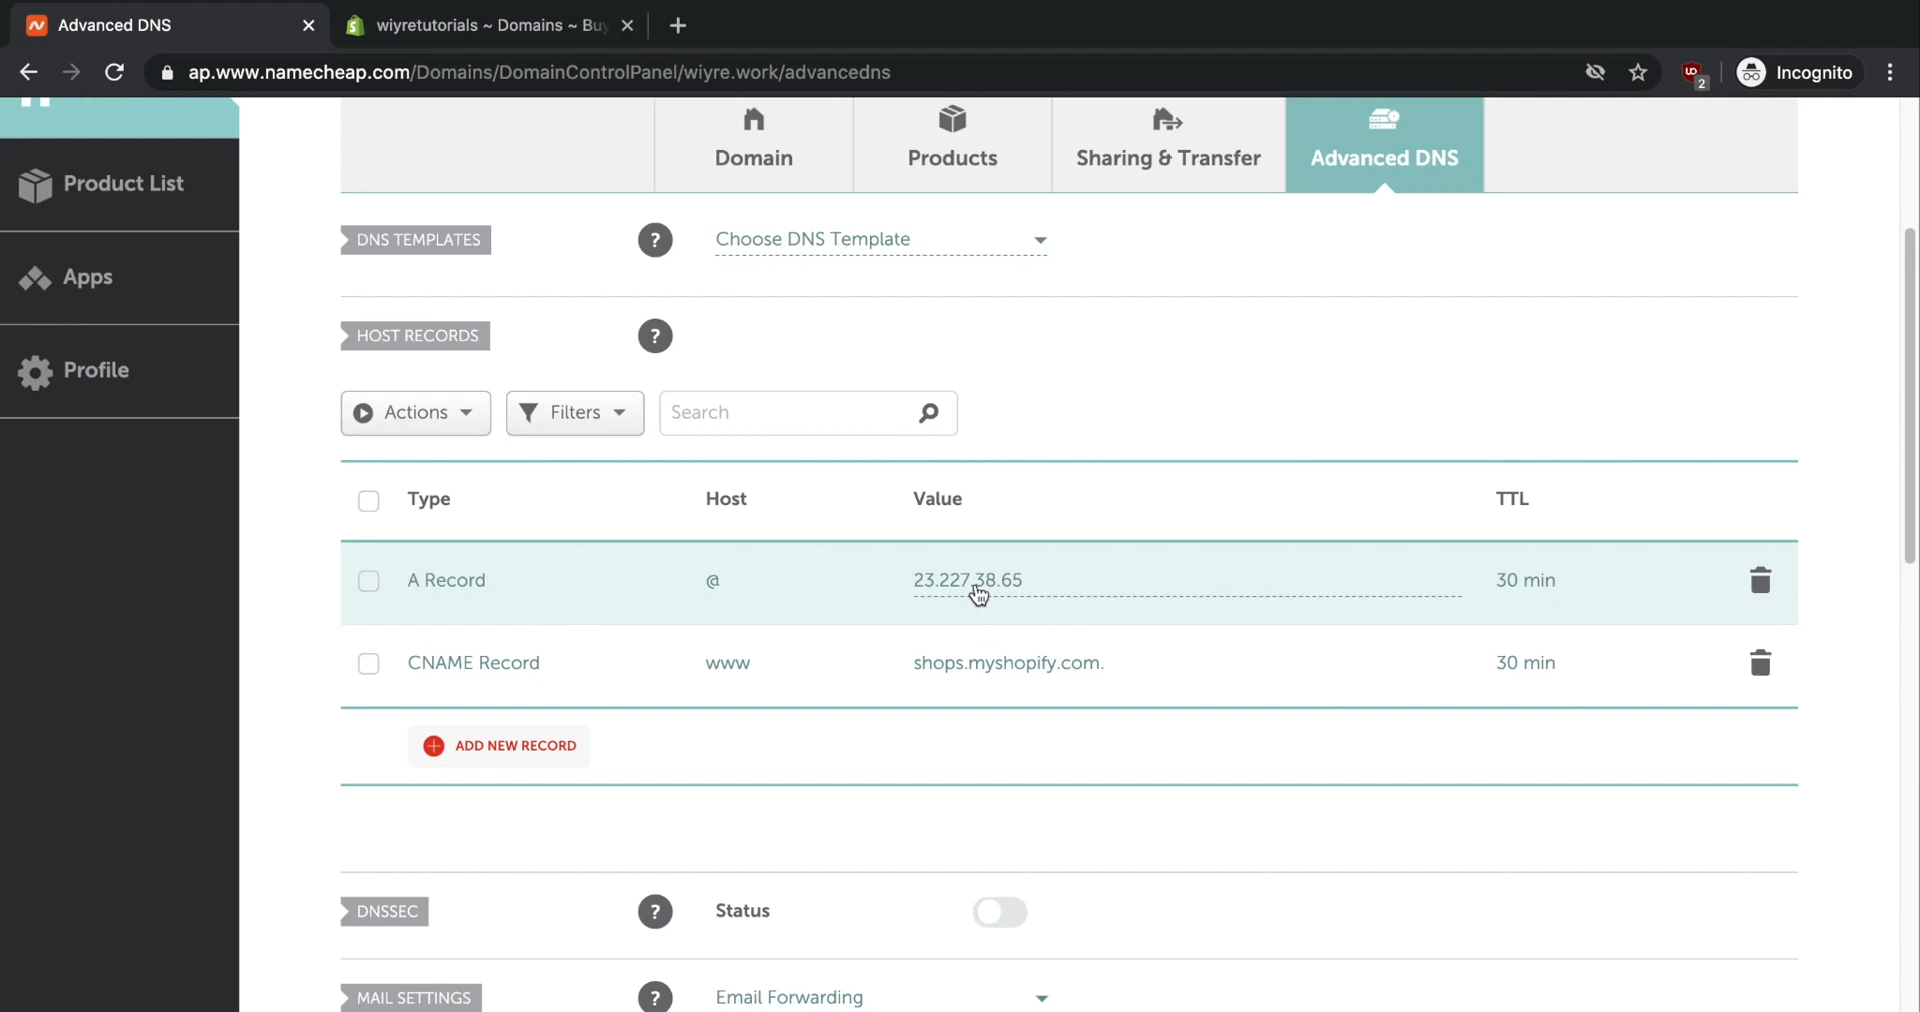 Advanced DNS
wiyretutorials ~ Domains ~ Buy
ap.www.namecheap.com/Domains/DomainControlPanel/wiyre.work/advancedns
2
Incognito
Product List
Apps
Profile
Domain
Products
Sharing & Transfer
Advanced DNS
DNS TEMPLATES
?
Choose DNS Template
HOST RECORDS
?
Actions
Filters
Search
Type
Host
Value
TTL
A Record
@
23.227.38.65
30 min
CNAME Record
www
shops.myshopify.com.
30 min
ADD NEW RECORD
DNSSEC
?
Status
MAIL SETTINGS
?
Email Forwarding